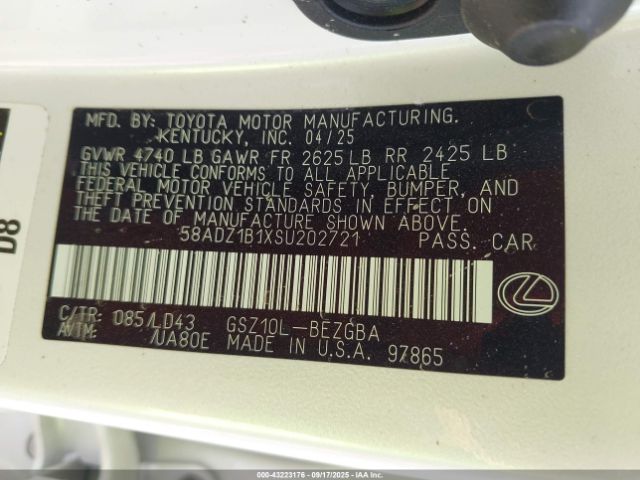 MFD. BY: TOYOTA MOTOR MANUFACTURING.
KENTUCKY, INC. 04/25
GVWR 4740 LB GAWR FR 2625 LB RR 2425 LB
THIS VEHICLE CONFORMS TO ALL APPLICABLE
FEDERAL MOTOR VEHICLE SAFETY, BUMPER, AND
THEFT PREVENTION STANDARDS IN EFFECT ON
THE DATE OF MANUFACTURE SHOWN ABOVE.
58ADZ1B1XSU202721 PASS. CAR
C/TR: 085/LD43 GSZ10L-BEZGBA
A/TM: /UA80E MADE IN U.S.A. 97865
D8
000-43223176 - 09/17/2025 - IAAI.COM